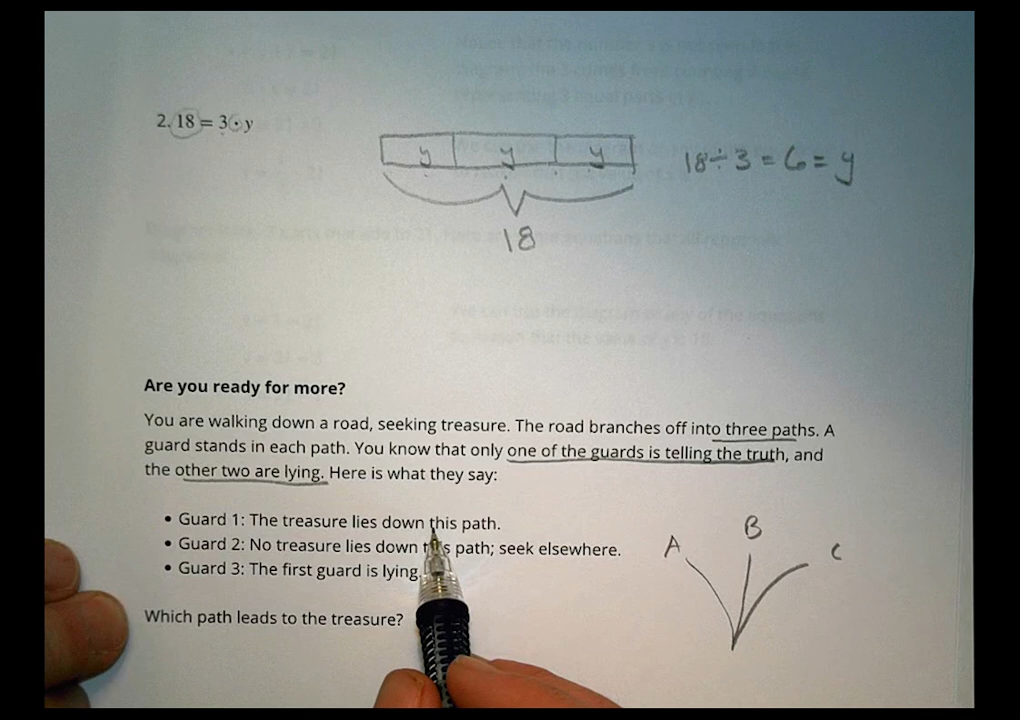 2. 18 = 3 · y
y y y
18
18 ÷ 3 = 6 = y
Are you ready for more?
You are walking down a road, seeking treasure. The road branches off into three paths. A
guard stands in each path. You know that only one of the guards is telling the truth, and
the other two are lying. Here is what they say:
• Guard 1: The treasure lies down this path.
• Guard 2: No treasure lies down path; seek elsewhere.
• Guard 3: The first guard is lying.
Which path leads to the treasure?
A B C